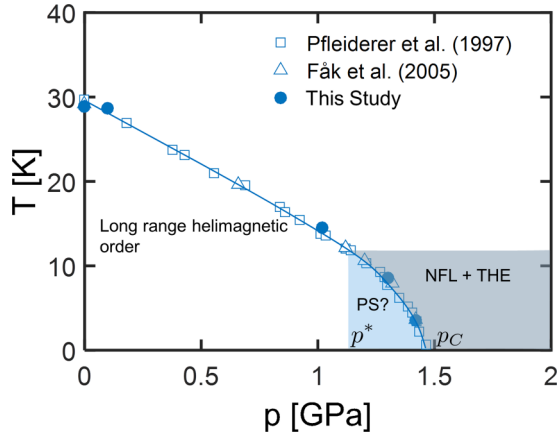 40
Pfleiderer et al. (1997)
Fåk et al. (2005)
This Study
30
T [K]
20
Long range helimagnetic
order
10
NFL + THE
PS?
p* p_C
0
0 0.5 1 1.5 2
p [GPa]